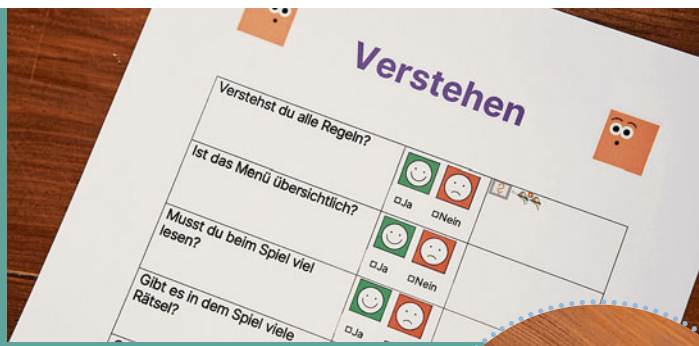 Verstehen
Verstehst du alle Regeln?
□Ja □Nein
Ist das Menü übersichtlich?
□Ja □Nein
Musst du beim Spiel viel
lesen?
□Ja
Gibt es in dem Spiel viele
Rätsel?